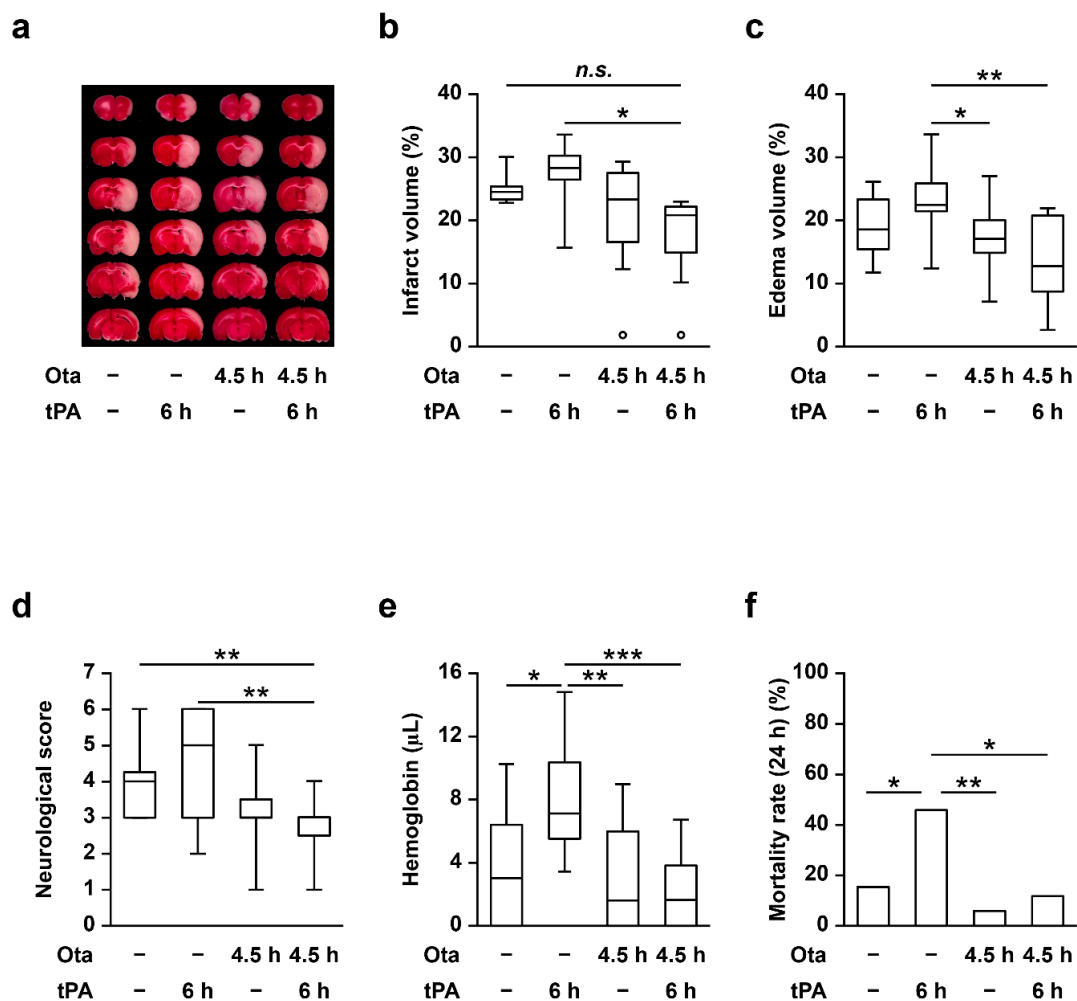 a
Ota – – 4.5 h 4.5 h
tPA – 6 h – 6 h
b
n.s.
*
Infarct volume (%)
40
30
20
10
0
Ota – – 4.5 h 4.5 h
tPA – 6 h – 6 h
c
**
*
Edema volume (%)
40
30
20
10
0
Ota – – 4.5 h 4.5 h
tPA – 6 h – 6 h
d
**
**
Neurological score
7
6
5
4
3
2
1
0
Ota – – 4.5 h 4.5 h
tPA – 6 h – 6 h
e
***
* **
Hemoglobin (μL)
16
12
8
4
0
Ota – – 4.5 h 4.5 h
tPA – 6 h – 6 h
f
*
* **
Mortality rate (24 h) (%)
100
80
60
40
20
0
Ota – – 4.5 h 4.5 h
tPA – 6 h – 6 h